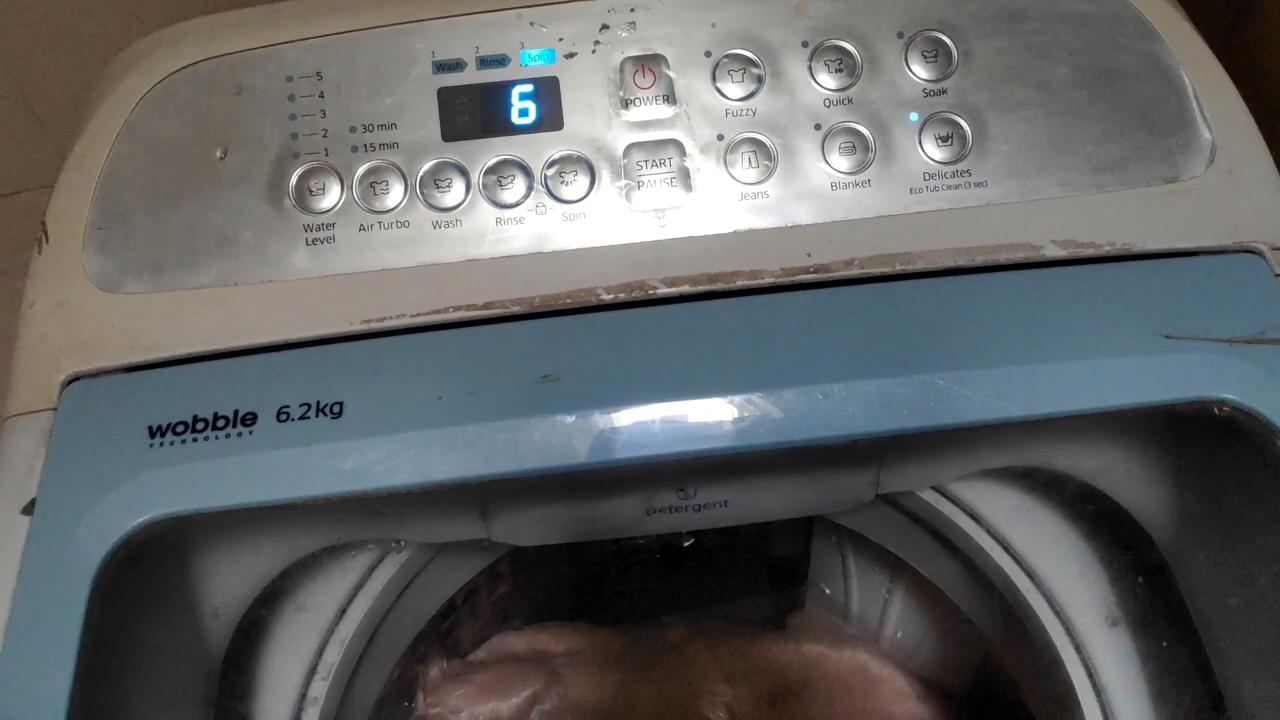 1 2 3
Wash Rinse Spin
6
5
4
3
2
1
30 min
15 min
Water
Level
Air Turbo
Wash
Rinse
Spin
POWER
START
PAUSE
Fuzzy
Quick
Soak
Jeans
Blanket
Delicates
Eco Tub Clean (3 sec)
wobble 6.2kg
TECHNOLOGY
Detergent